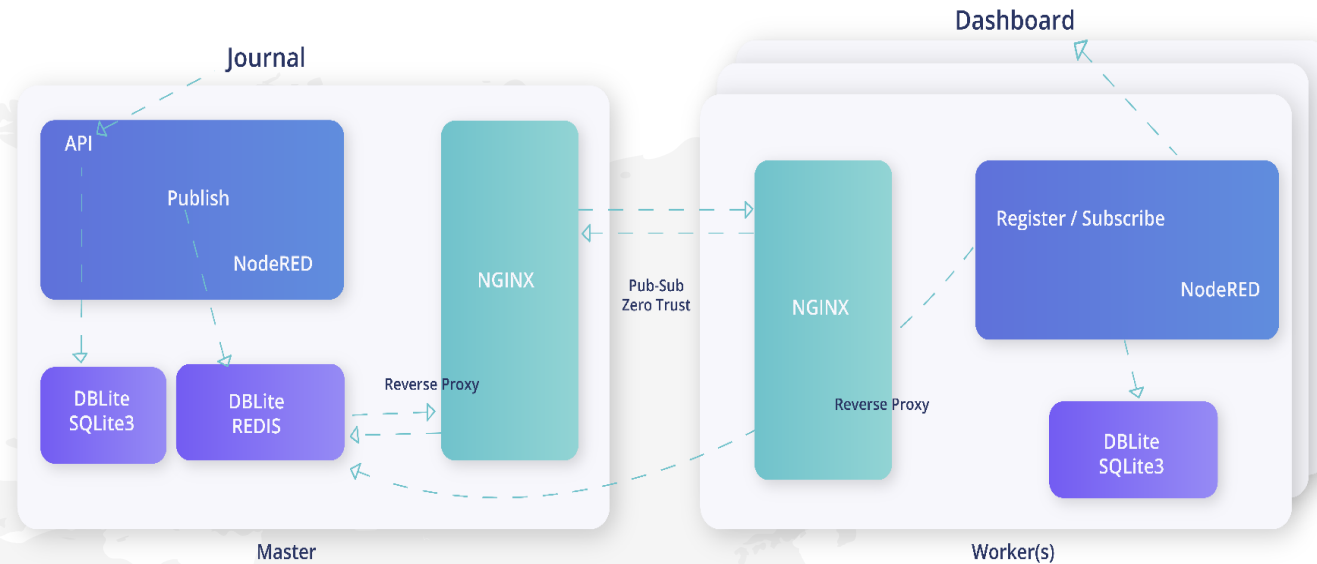 Dashboard
Journal
API
Publish
NodeRED
NGINX
DBLite
SQLite3
DBLite
REDIS
Reverse Proxy
Master
Pub-Sub
Zero Trust
NGINX
Reverse Proxy
Register / Subscribe
NodeRED
DBLite
SQLite3
Worker(s)